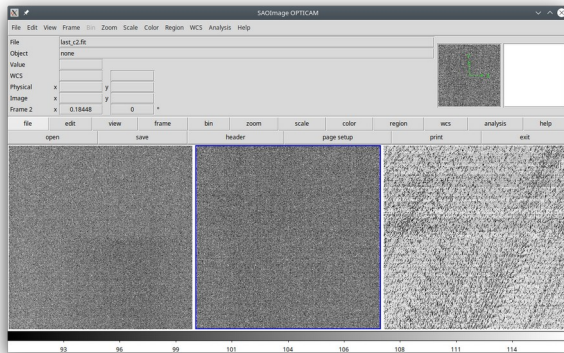 SAOImage OPTICAM
File Edit View Frame Bin Zoom Scale Color Region WCS Analysis Help
File last_c2.fit
Object none
Value
WCS
Physical x y
Image x y
Frame 2 x 0.18448 0 °
file edit view frame bin zoom scale color region wcs analysis help
open save header page setup print exit
93 96 99 101 104 106 108 111 114